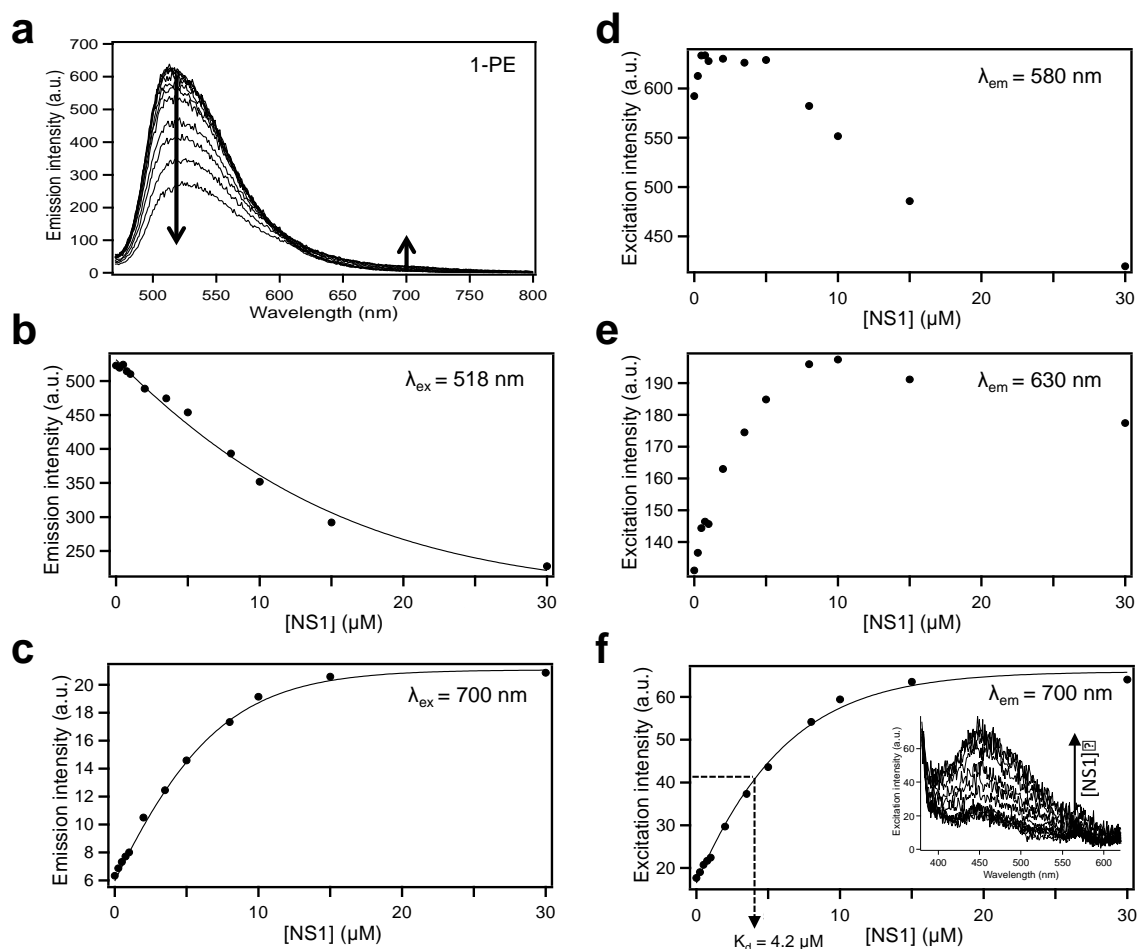 a
700
600
500
400
300
200
100
0
Emission intensity (a.u.)
1-PE
500 550 600 650 700 750 800
Wavelength (nm)
b
500
450
400
350
300
250
Emission intensity (a.u.)
λex = 518 nm
0 10 20 30
[NS1] (µM)
c
20
18
16
14
12
10
8
6
Emission intensity (a.u.)
λex = 700 nm
0 10 20 30
[NS1] (µM)
d
600
550
500
450
Excitation intensity (a.u.)
λem = 580 nm
0 10 20 30
[NS1] (µM)
e
190
180
170
160
150
140
Excitation intensity (a.u.)
λem = 630 nm
0 10 20 30
[NS1] (µM)
f
60
50
40
30
20
Excitation intensity (a.u.)
λem = 700 nm
60
40
20
0
Excitation intensity (a.u.)
[NS1]
400 450 500 550 600
Wavelength (nm)
0 10 20 30
Kd = 4.2 µM
[NS1] (µM)